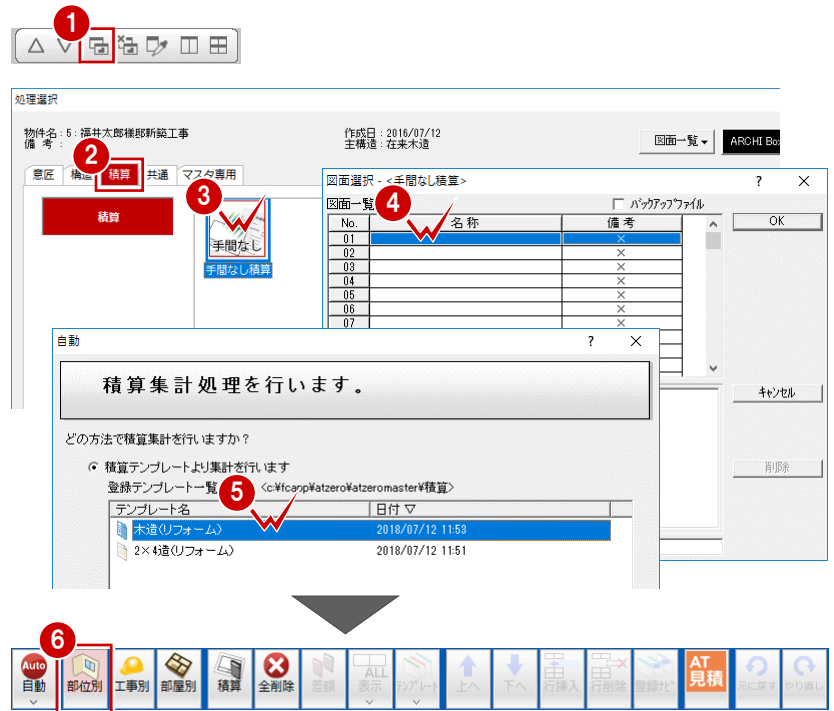 1
処理選択
物件名：5：福井太郎様邸新築工事
備 考 ：
作成日：2016/07/12
主構造：在来木造
図面一覧
ARCHI Box
2
意匠 構造 積算 共通 マスタ専用
積算
3
手間なし
手間なし積算
図面選択 - <手間なし積算>
? ×
図面一覧
4
バックアップファイル
OK
No. 名称 備考
01 ×
02 ×
03 ×
04 ×
05 ×
06 ×
07 ×
キャンセル
削除
自動
? ×
積算集計処理を行います。
どの方法で積算集計を行いますか？
積算テンプレートより集計を行います
登録テンプレート一覧
5
<c:¥fcapp¥atzero¥atzeromaster¥積算>
テンプレート名 日付 ▽
木造(リフォーム) 2018/07/12 11:53
2×4造(リフォーム) 2018/07/12 11:51
6
Auto
自動
部位別
工事別
部屋別
積算
全削除
差額
ALL
表示
テンプレート
上へ
下へ
行挿入
行削除
登録ナビ
AT
見積
元に戻す
やり直し